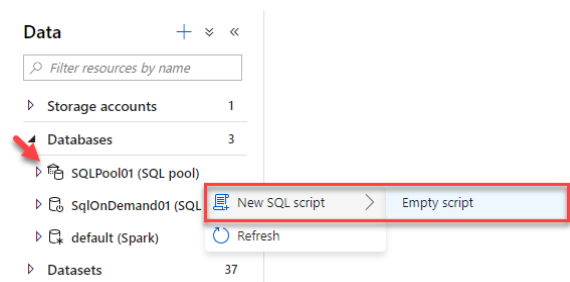 Data
Filter resources by name
Storage accounts 1
Databases 3
SQLPool01 (SQL pool)
SqlOnDemand01 (SQL
New SQL script
Empty script
default (Spark)
Refresh
Datasets 37